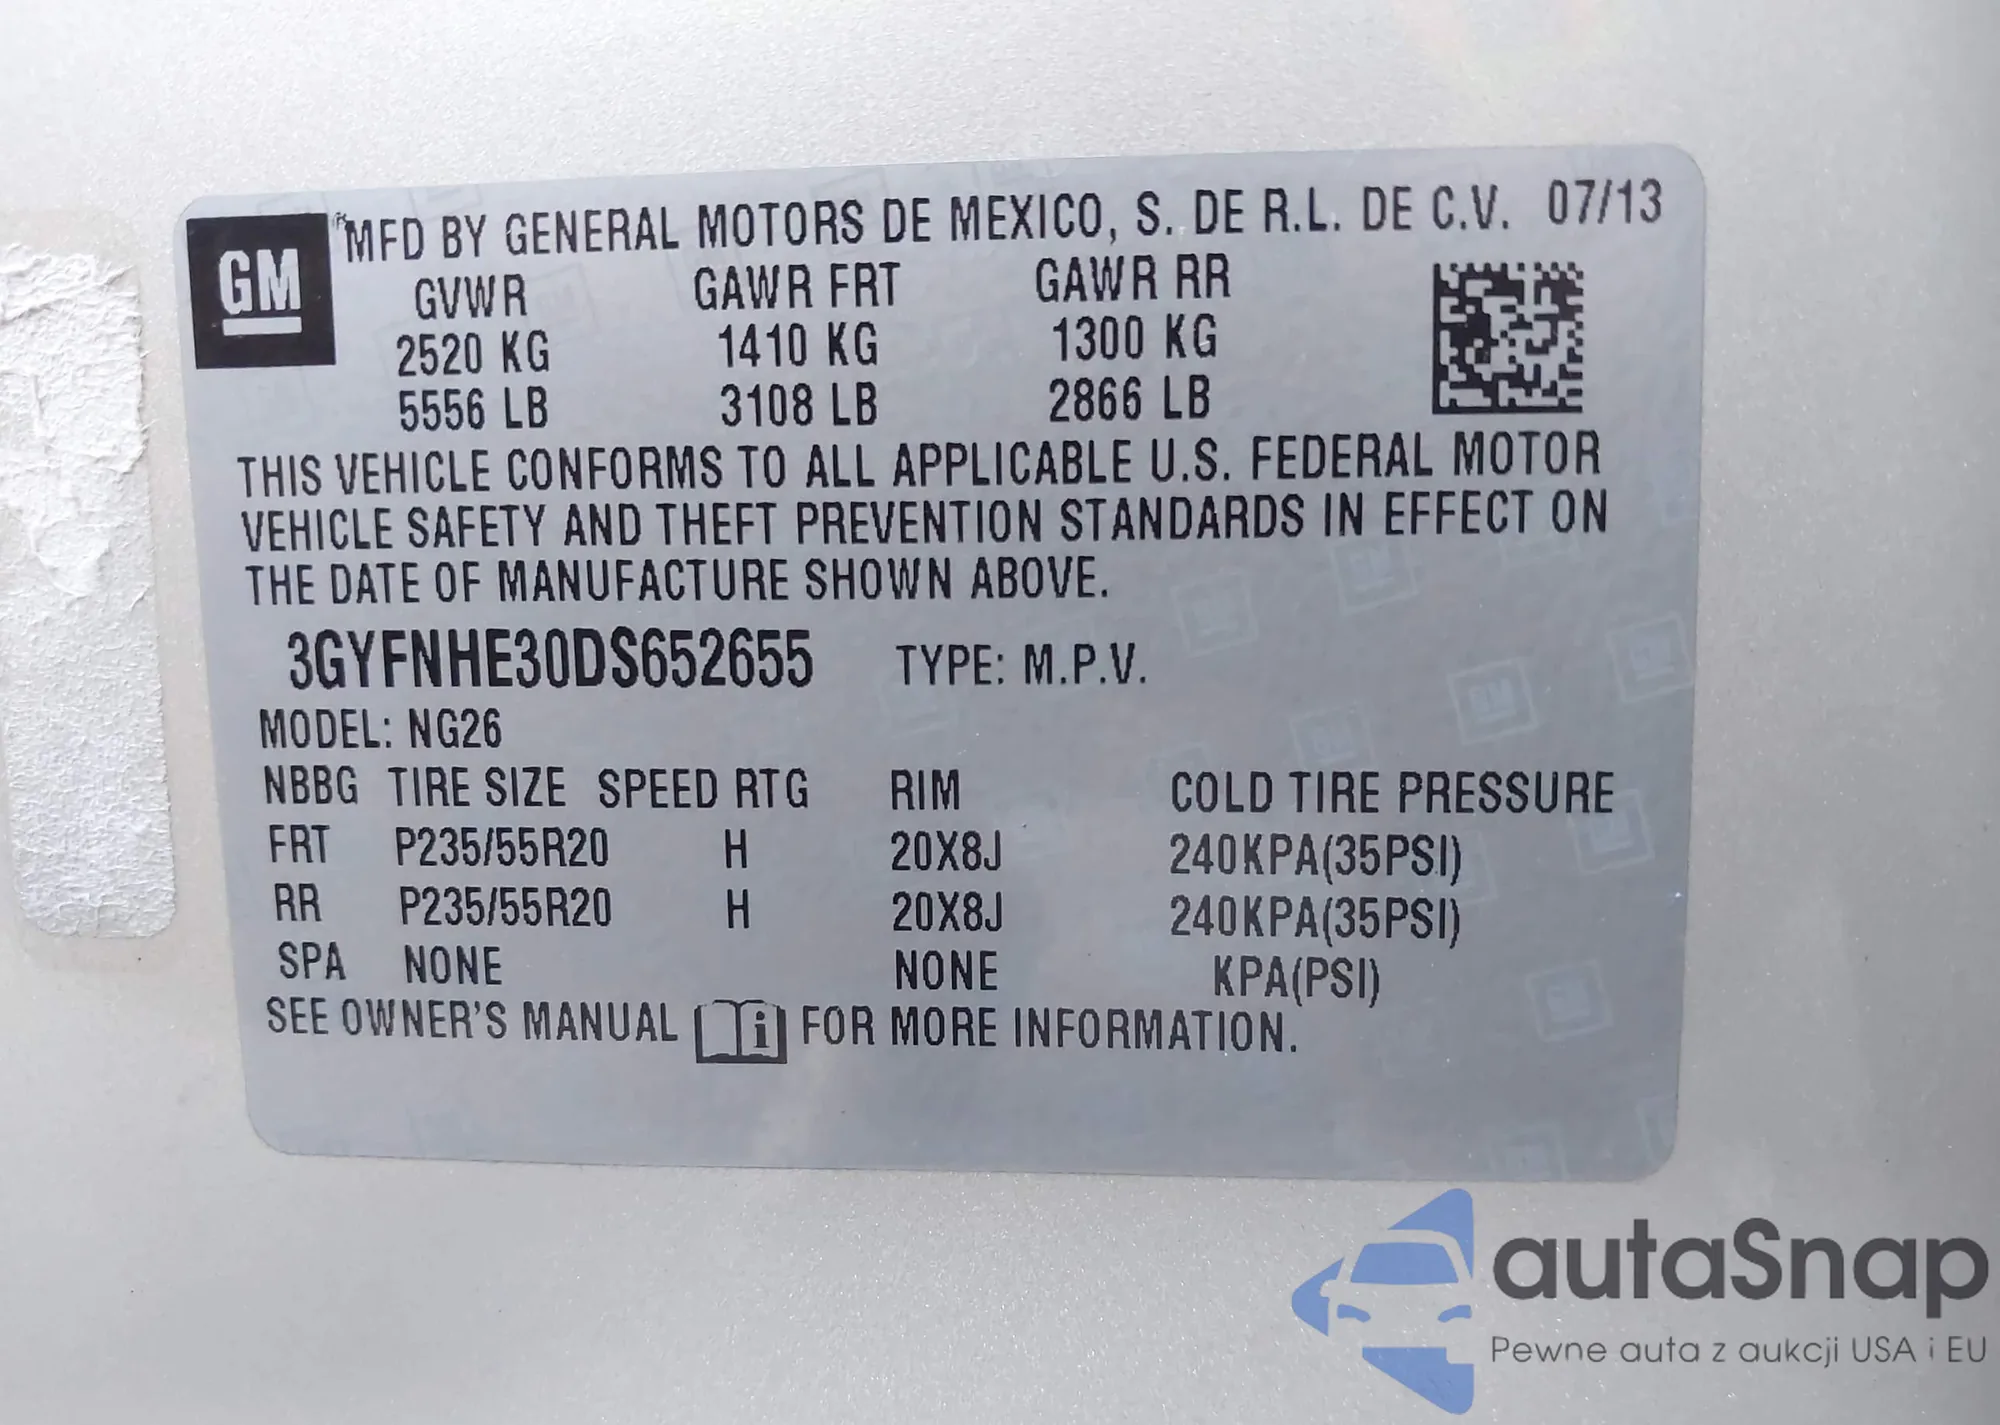 GM
MFD BY GENERAL MOTORS DE MEXICO, S. DE R.L. DE C.V. 07/13
GVWR GAWR FRT GAWR RR
2520 KG 1410 KG 1300 KG
5556 LB 3108 LB 2866 LB
THIS VEHICLE CONFORMS TO ALL APPLICABLE U.S. FEDERAL MOTOR
VEHICLE SAFETY AND THEFT PREVENTION STANDARDS IN EFFECT ON
THE DATE OF MANUFACTURE SHOWN ABOVE.
3GYFNHE30DS652655 TYPE: M.P.V.
MODEL: NG26
NBBG TIRE SIZE SPEED RTG RIM COLD TIRE PRESSURE
FRT P235/55R20 H 20X8J 240KPA(35PSI)
RR P235/55R20 H 20X8J 240KPA(35PSI)
SPA NONE NONE KPA(PSI)
SEE OWNER'S MANUAL i FOR MORE INFORMATION.
autaSnap
Pewne auta z aukcji USA i EU